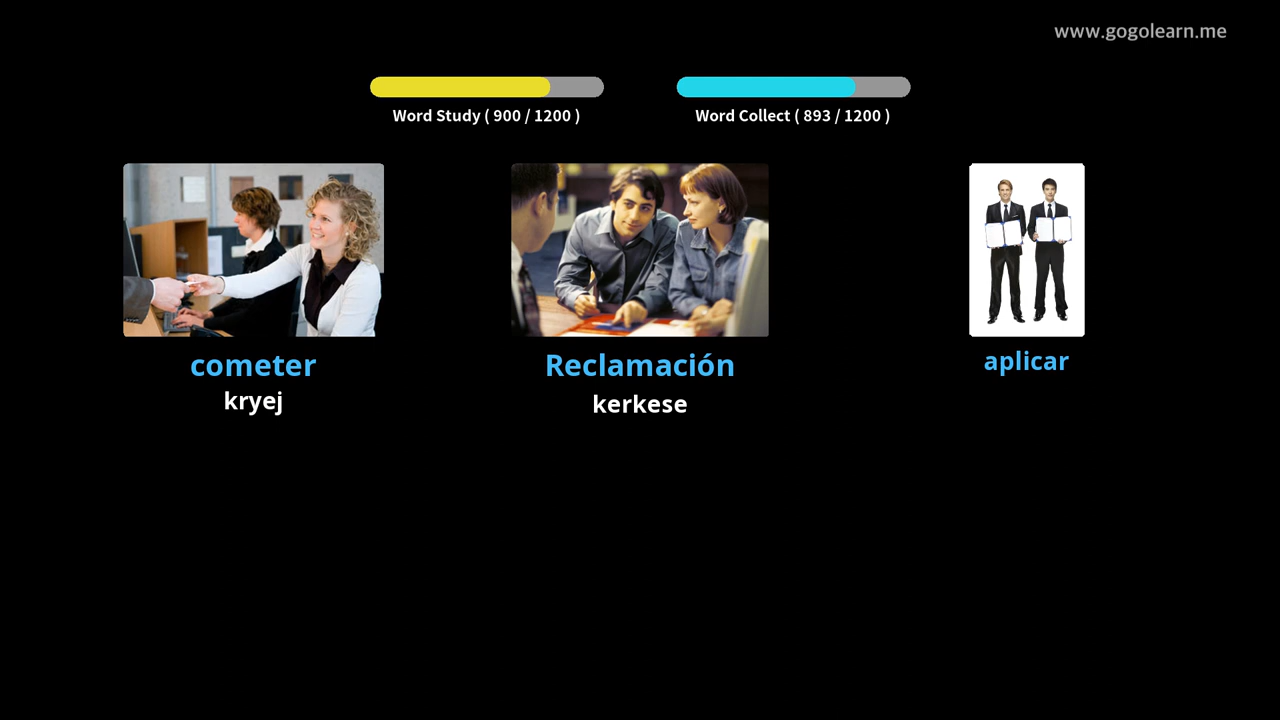 www.gogolearn.me
Word Study ( 900 / 1200 )
Word Collect ( 893 / 1200 )
cometer
kryej
Reclamación
kerkese
aplicar